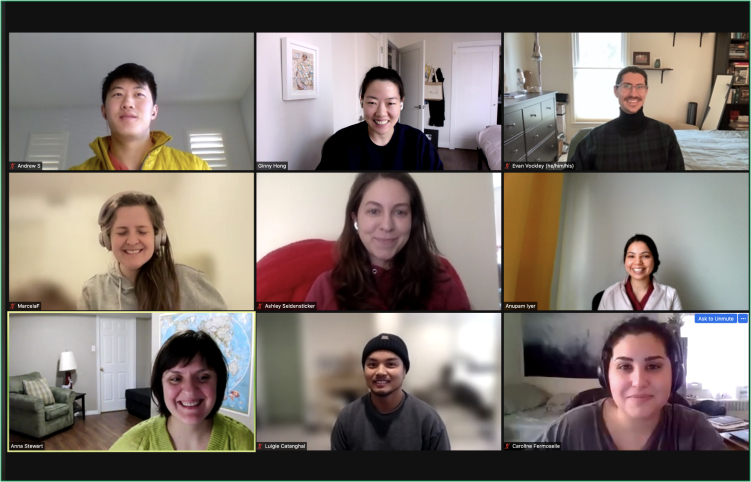 Andrew S
Ginny Hong
Evan Vockley (he/him/his)
MarcelaF
Ashley Seidensticker
Anupam Iyer
Ask to Unmute
Anna Stewart
Luigie Catanghal
Caroline Fermoselle